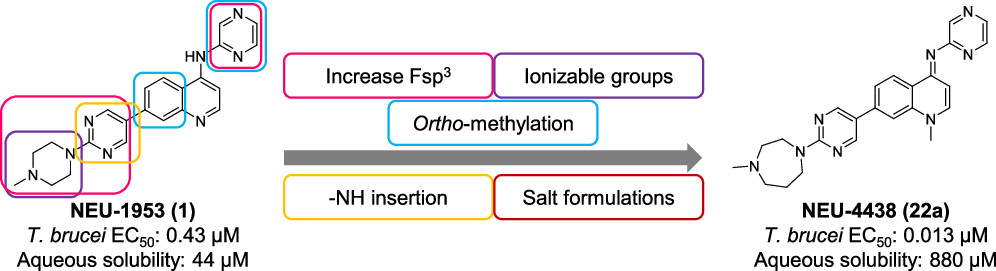 N
N
HN
N
N
N
N
N
NEU-1953 (1)
T. brucei EC50: 0.43 μM
Aqueous solubility: 44 μM
Increase Fsp³
Ionizable groups
Ortho-methylation
-NH insertion
Salt formulations
N
N
N
N
N
N
N
N
NEU-4438 (22a)
T. brucei EC50: 0.013 μM
Aqueous solubility: 880 μM